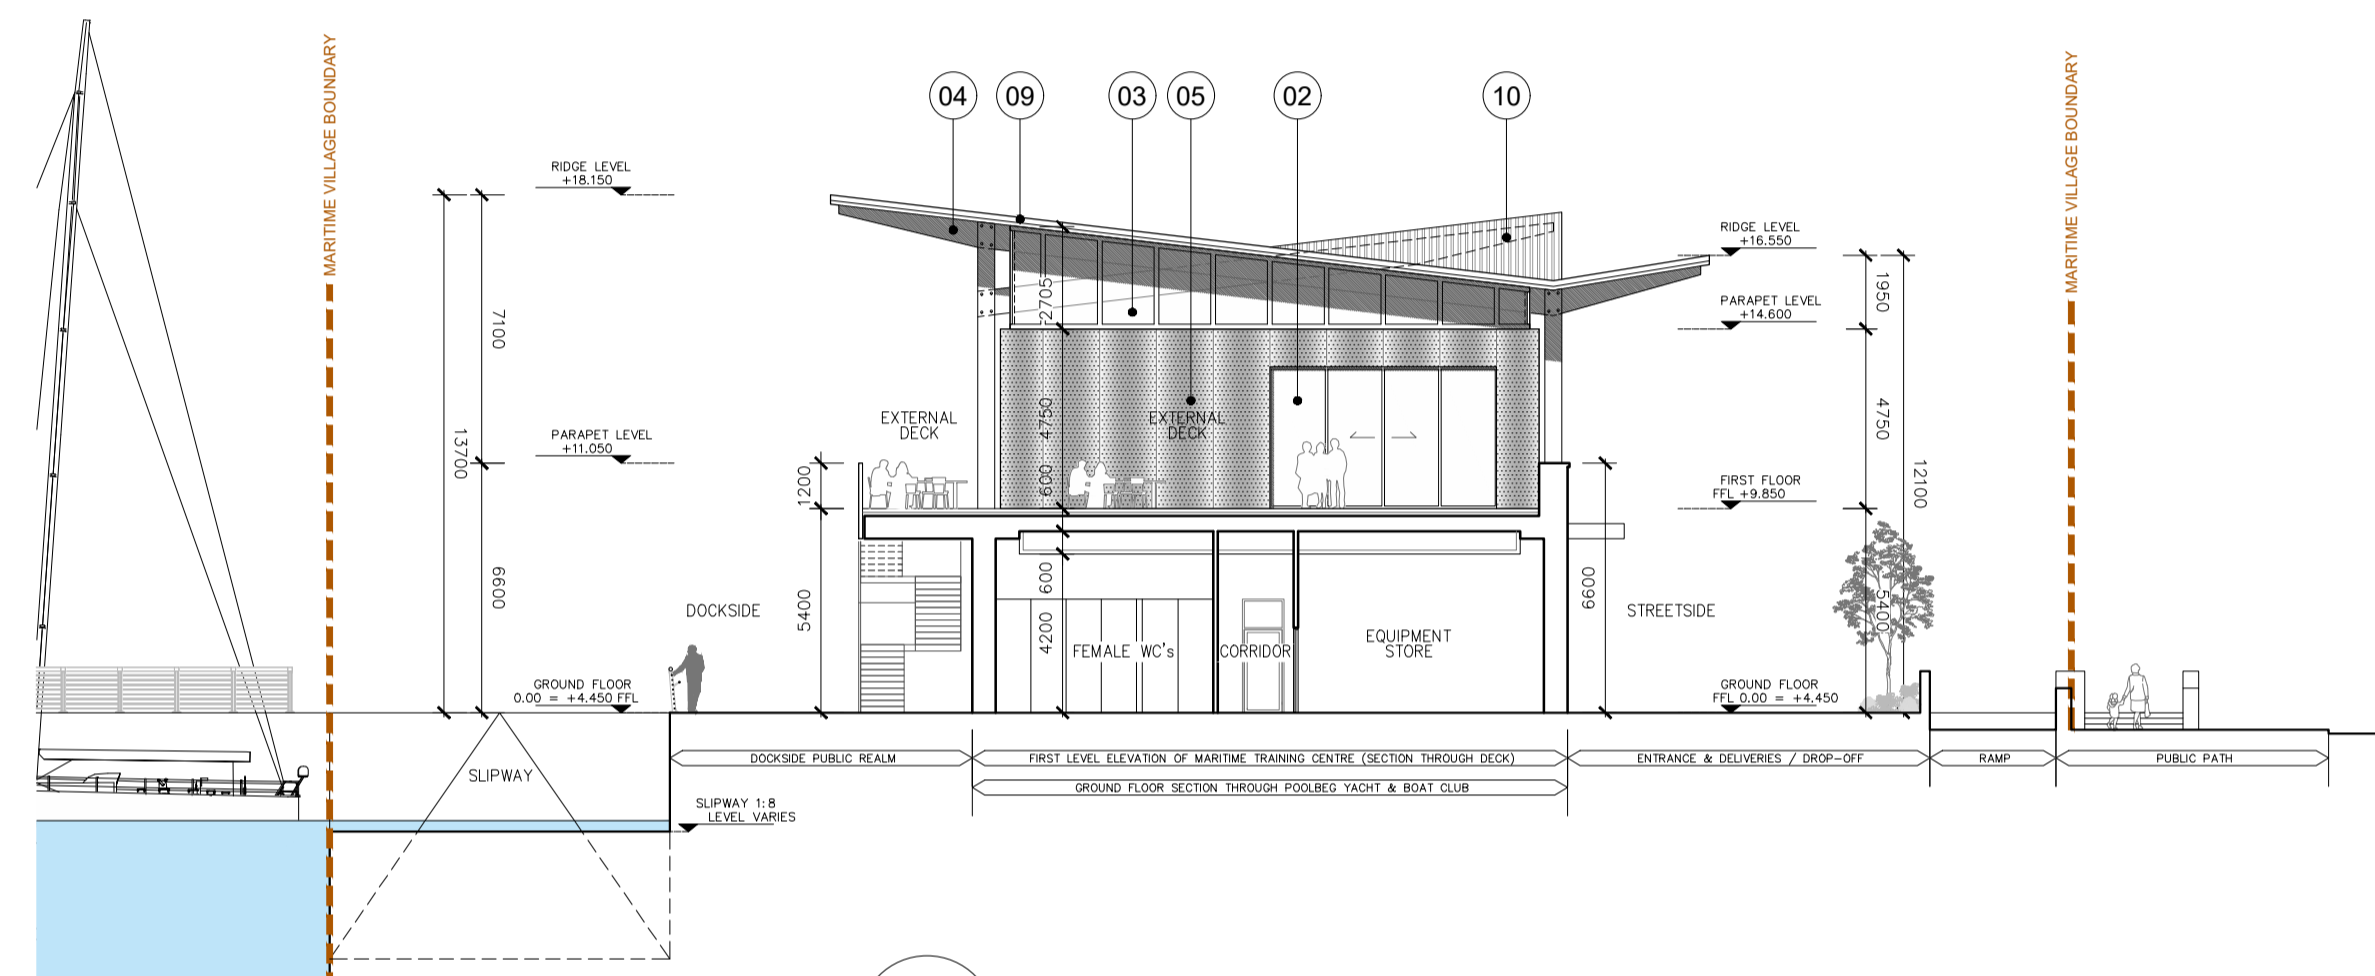 MARITIME VILLAGE BOUNDARY
MARITIME VILLAGE BOUNDARY
04
09
03
05
02
10
RIDGE LEVEL
+18.150
RIDGE LEVEL
+16.550
PARAPET LEVEL
+14.600
PARAPET LEVEL
+11.050
FIRST FLOOR
FFL +9.850
7100
13700
6600
1200
5400
2705
4750
600
600
4200
6600
1950
4750
12100
5400
EXTERNAL
DECK
EXTERNAL
DECK
DOCKSIDE
STREETSIDE
FEMALE WC's
CORRIDOR
EQUIPMENT
STORE
GROUND FLOOR
0.00 = +4.450 FFL
GROUND FLOOR
FFL 0.00 = +4.450
SLIPWAY
DOCKSIDE PUBLIC REALM
FIRST LEVEL ELEVATION OF MARITIME TRAINING CENTRE (SECTION THROUGH DECK)
ENTRANCE & DELIVERIES / DROP-OFF
RAMP
PUBLIC PATH
GROUND FLOOR SECTION THROUGH POOLBEG YACHT & BOAT CLUB
SLIPWAY 1:8
LEVEL VARIES